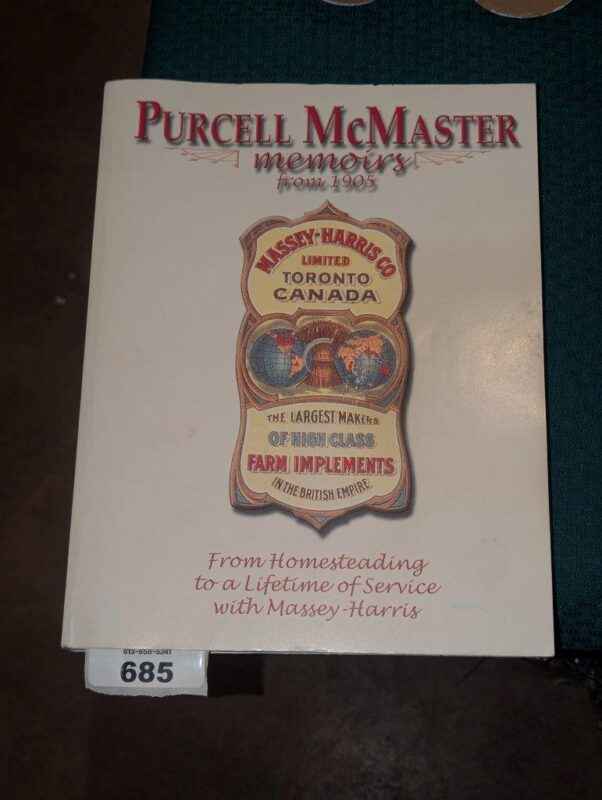 PURCELL MCMASTER
memoirs
from 1905
MASSEY-HARRIS CO
LIMITED
TORONTO
CANADA
THE LARGEST MAKERS
OF HIGH CLASS
FARM IMPLEMENTS
IN THE BRITISH EMPIRE
From Homesteading
to a Lifetime of Service
with Massey-Harris
685